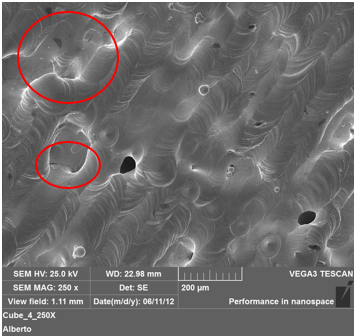 SEM HV: 25.0 kV WD: 22.98 mm VEGA3 TESCAN
SEM MAG: 250 x Det: SE 200 µm
View field: 1.11 mm Date(m/d/y): 06/11/12 Performance in nanospace
Cube_4_250X
Alberto